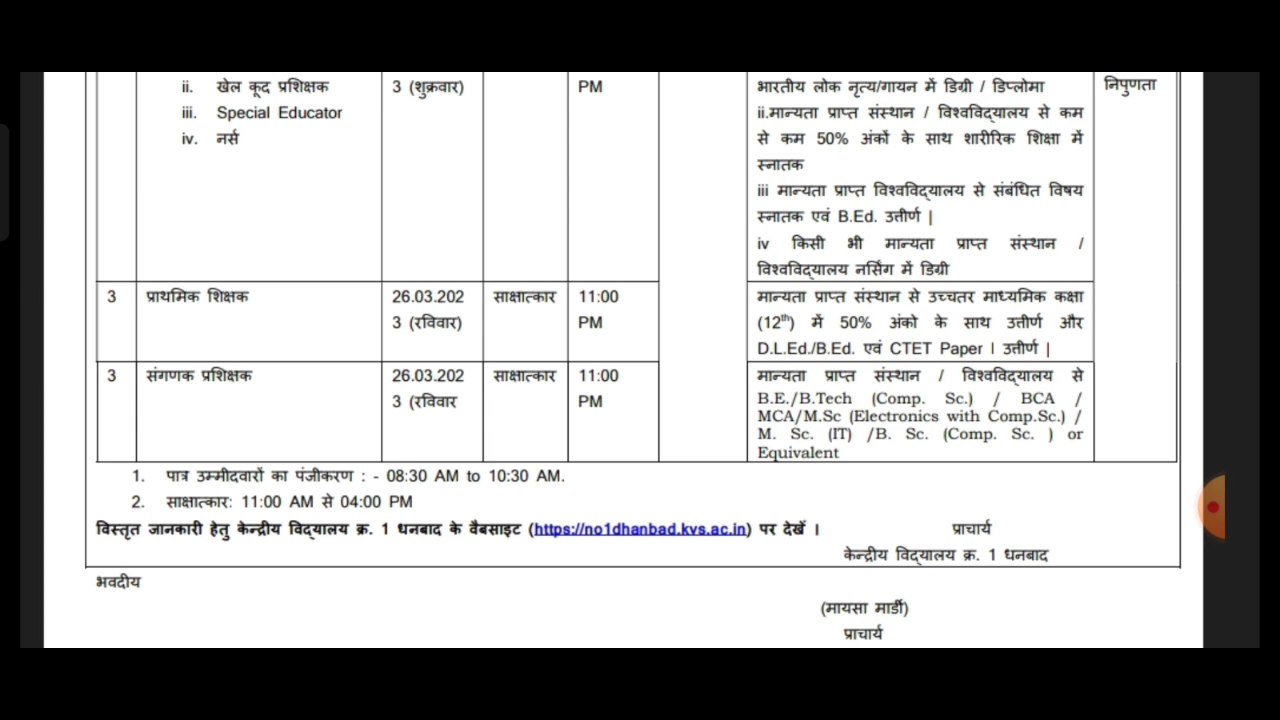 ii. खेल कूद प्रशिक्षक
iii. Special Educator
iv. नर्स
3 (शुक्रवार)
PM
भारतीय लोक नृत्य/गायन में डिग्री / डिप्लोमा
ii.मान्यता प्राप्त संस्थान / विश्वविद्यालय से कम
से कम 50% अंकों के साथ शारीरिक शिक्षा में
स्नातक
iii मान्यता प्राप्त विश्वविद्यालय से संबंधित विषय
स्नातक एवं B.Ed. उत्तीर्ण |
iv किसी भी मान्यता प्राप्त संस्थान /
विश्वविद्यालय नर्सिंग में डिग्री
निपुणता
3 प्राथमिक शिक्षक
26.03.202
3 (रविवार)
साक्षात्कार
11:00
PM
मान्यता प्राप्त संस्थान से उच्चतर माध्यमिक कक्षा
(12th) में 50% अंको के साथ उत्तीर्ण और
D.L.Ed./B.Ed. एवं CTET Paper I उत्तीर्ण |
3 संगणक प्रशिक्षक
26.03.202
3 (रविवार
साक्षात्कार
11:00
PM
मान्यता प्राप्त संस्थान / विश्वविद्यालय से
B.E./B.Tech (Comp. Sc.) / BCA /
MCA/M.Sc (Electronics with Comp.Sc.) /
M. Sc. (IT) /B. Sc. (Comp. Sc. ) or
Equivalent
1. पात्र उम्मीदवारों का पंजीकरण : - 08:30 AM to 10:30 AM.
2. साक्षात्कार: 11:00 AM से 04:00 PM
विस्तृत जानकारी हेतु केन्द्रीय विद्यालय क्र. 1 धनबाद के वैबसाइट (https://no1dhanbad.kvs.ac.in) पर देखें । प्राचार्य
केन्द्रीय विद्यालय क्र. 1 धनबाद
भवदीय
(मायसा मार्डी)
प्राचार्य